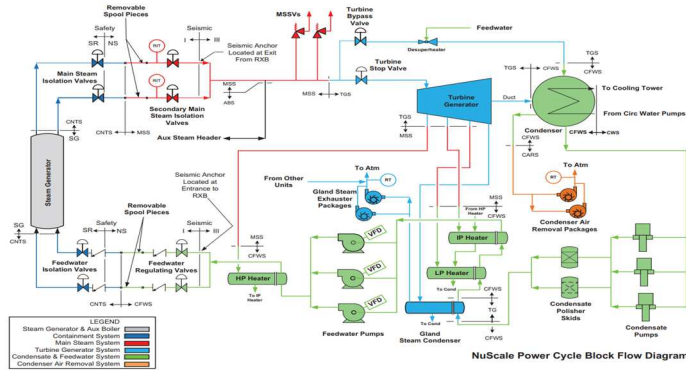 Removable
Spool Pieces
Safety
SR
NS
RIT
Seismic
I
III
Main Steam
Isolation Valves
RIT
Secondary Main
Steam Isolation
Valves
CNTS
MSS
CNTS
SG
Seismic Anchor
Located at Exit
From RXB
MSS
ABS
Aux Steam Header
MSSVs
MSS
TGS
Turbine
Bypass
Valve
Turbine
Stop Valve
Feedwater
Desuperheater
TGS
CFWS
TGS
CFWS
Turbine
Generator
TGS
MSS
Duct
Condenser
To Cooling Tower
From Circ Water Pumps
CFWS
CWS
CFWS
CARS
To Atm
RT
Condenser Air
Removal Packages
Steam Generator
SG
CNTS
Safety
SR
NS
Removable
Spool Pieces
Seismic
I
III
Seismic Anchor
Located at
Entrance to
RXB
Feedwater
Isolation Valves
Feedwater
Regulating Valves
CNTS
CFWS
MSS
CFWS
HP Heater
To IP
Heater
From Other
Units
To Atm
RT
Gland Steam
Exhauster
Packages
VFD
VFD
VFD
Feedwater Pumps
From HP
Heater
MSS
CFWS
IP Heater
LP Heater
To Cond
CFWS
TG
CFWS
To Cond
Gland
Steam Condenser
Condensate
Polisher
Skids
Condensate
Pumps
LEGEND
Steam Generator & Aux Boiler
Containment System
Main Steam System
Turbine Generator System
Condensate & Feedwater System
Condenser Air Removal System
NuScale Power Cycle Block Flow Diagram